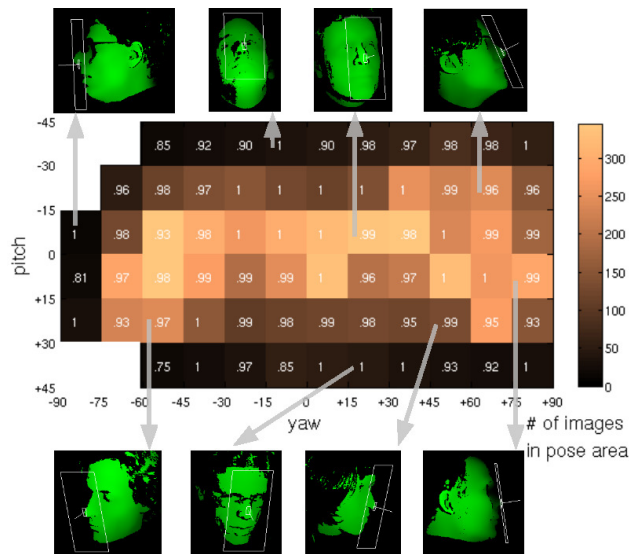 -45
.85 .92 .90 1 .90 .98 .97 .98 .98 1
-30
.96 .98 .97 1 1 1 1 1 .99 .96 .96
-15
1 .98 .93 .98 1 1 1 .99 .98 1 .99 .99
0
.81 .97 .98 .99 .99 .99 1 .96 .97 1 1 .99
+15
1 .93 .97 1 .99 .98 .99 .98 .95 .99 .95 .93
+30
.75 1 .97 .85 1 1 1 .93 .92 1
+45
pitch
-90 -75 -60 -45 -30 -15 0 +15 +30 +45 +60 +75 +90
yaw
300
250
200
150
100
50
0
# of images
in pose area